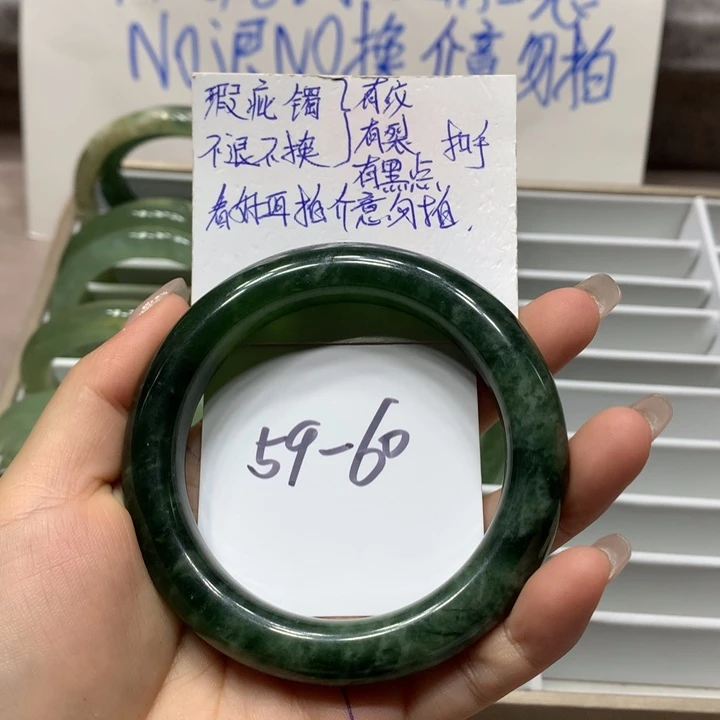 NO退NO换 介意勿拍
瑕疵镯
不退不换
有纹
有裂
有黑点
扣手
看好再拍 介意勿拍.
59-60